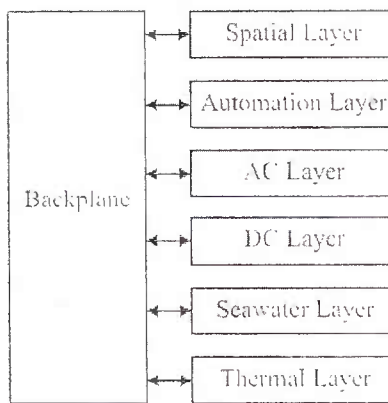 Spatial Layer
Automation Layer
AC Layer
Backplane
DC Layer
Seawater Layer
Thermal Layer